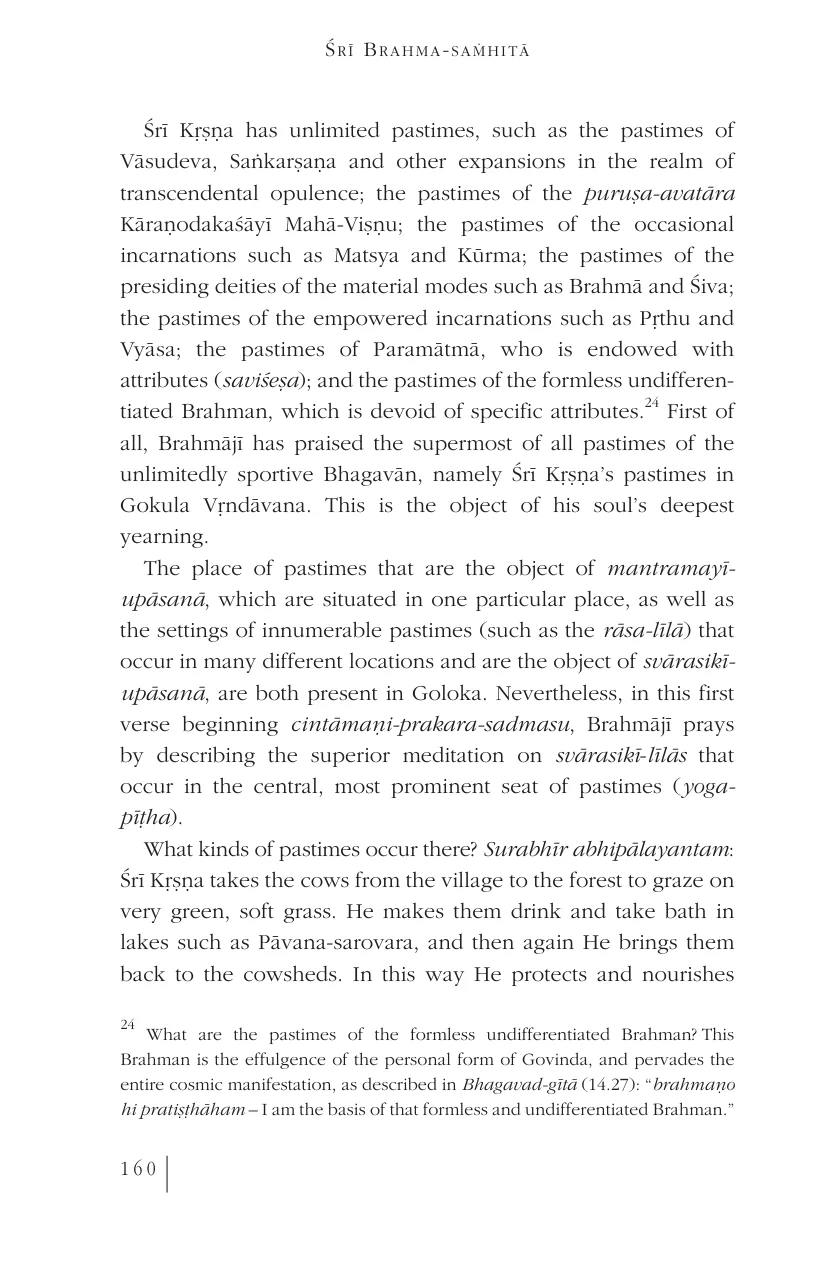 Śrī Brahma-saṁhitā
Śrī Kṛṣṇa has unlimited pastimes, such as the pastimes of
Vāsudeva, Saṅkarṣaṇa and other expansions in the realm of
transcendental opulence; the pastimes of the puruṣa-avatāra
Kāraṇodakaśāyī Mahā-Viṣṇu; the pastimes of the occasional
incarnations such as Matsya and Kūrma; the pastimes of the
presiding deities of the material modes such as Brahmā and Śiva;
the pastimes of the empowered incarnations such as Pṛthu and
Vyāsa; the pastimes of Paramātmā, who is endowed with
attributes (saviśeṣa); and the pastimes of the formless undifferen-
tiated Brahman, which is devoid of specific attributes.24 First of
all, Brahmājī has praised the supermost of all pastimes of the
unlimitedly sportive Bhagavān, namely Śrī Kṛṣṇa’s pastimes in
Gokula Vṛndāvana. This is the object of his soul’s deepest
yearning.
The place of pastimes that are the object of mantramayī-
upāsanā, which are situated in one particular place, as well as
the settings of innumerable pastimes (such as the rāsa-līlā) that
occur in many different locations and are the object of svārasikī-
upāsanā, are both present in Goloka. Nevertheless, in this first
verse beginning cintāmaṇi-prakara-sadmasu, Brahmājī prays
by describing the superior meditation on svārasikī-līlās that
occur in the central, most prominent seat of pastimes (yoga-
pīṭha).
What kinds of pastimes occur there? Surabhīr abhipālayantam:
Śrī Kṛṣṇa takes the cows from the village to the forest to graze on
very green, soft grass. He makes them drink and take bath in
lakes such as Pāvana-sarovara, and then again He brings them
back to the cowsheds. In this way He protects and nourishes
24 What are the pastimes of the formless undifferentiated Brahman? This
Brahman is the effulgence of the personal form of Govinda, and pervades the
entire cosmic manifestation, as described in Bhagavad-gītā (14.27): “brahmaṇo
hi pratiṣṭhāham – I am the basis of that formless and undifferentiated Brahman.”
160